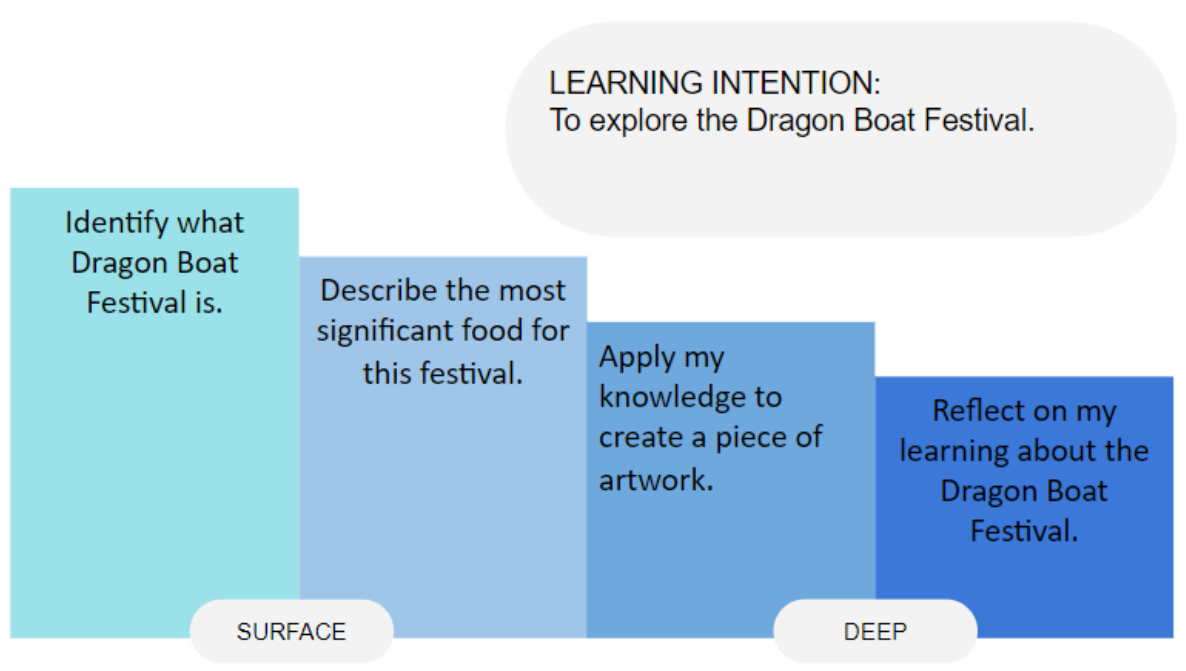 LEARNING INTENTION:
To explore the Dragon Boat Festival.
Identify what
Dragon Boat
Festival is.
Describe the most
significant food for
this festival.
Apply my
knowledge to
create a piece of
artwork.
Reflect on my
learning about the
Dragon Boat
Festival.
SURFACE
DEEP